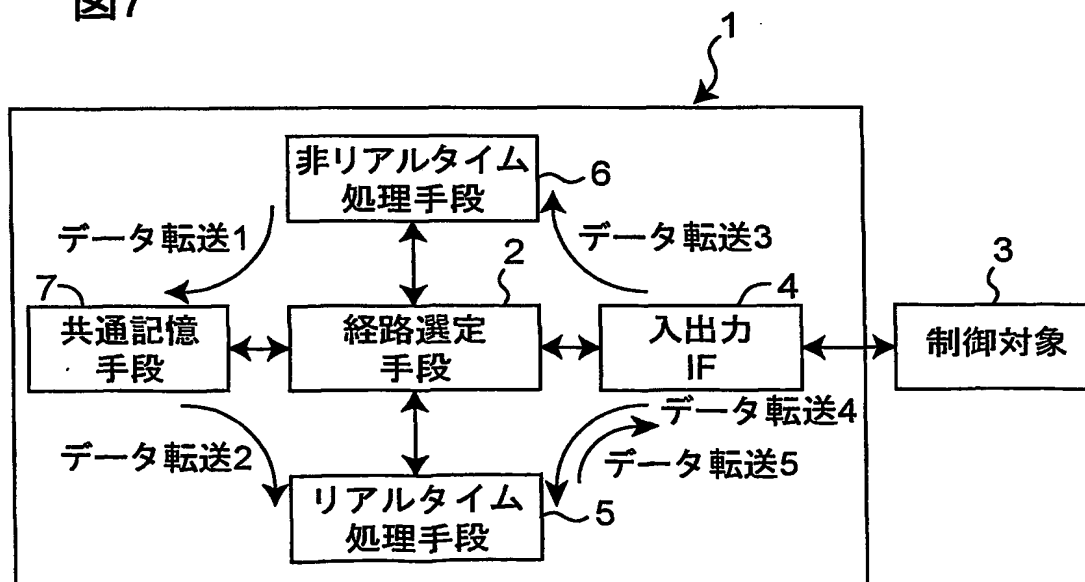 図7
1
非リアルタイム
処理手段
6
データ転送1
データ転送3
7
2
4
3
共通記憶
手段
経路選定
手段
入出力
IF
制御対象
データ転送4
データ転送2
データ転送5
リアルタイム
処理手段
5